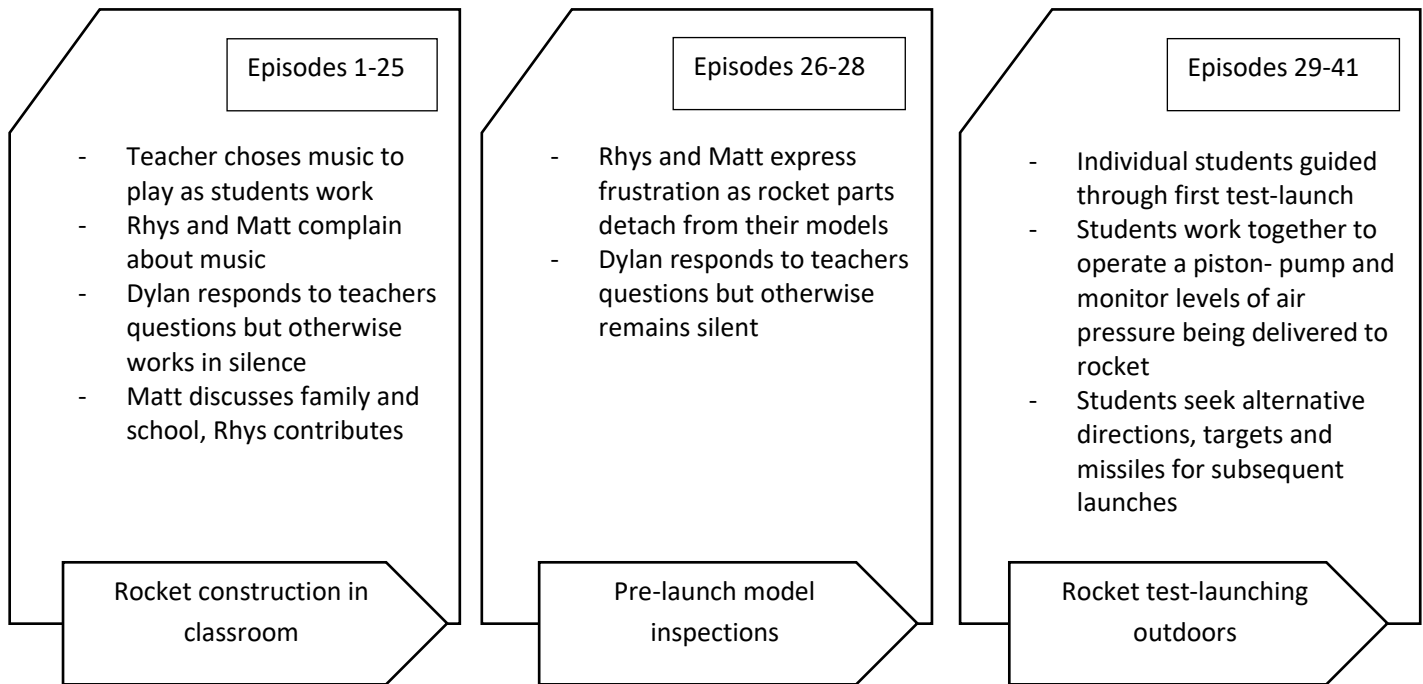 Episodes 1-25
- Teacher choses music to
play as students work
- Rhys and Matt complain
about music
- Dylan responds to teachers
questions but otherwise
works in silence
- Matt discusses family and
school, Rhys contributes
Rocket construction in
classroom
Episodes 26-28
- Rhys and Matt express
frustration as rocket parts
detach from their models
- Dylan responds to teachers
questions but otherwise
remains silent
Pre-launch model
inspections
Episodes 29-41
- Individual students guided
through first test-launch
- Students work together to
operate a piston- pump and
monitor levels of air
pressure being delivered to
rocket
- Students seek alternative
directions, targets and
missiles for subsequent
launches
Rocket test-launching
outdoors